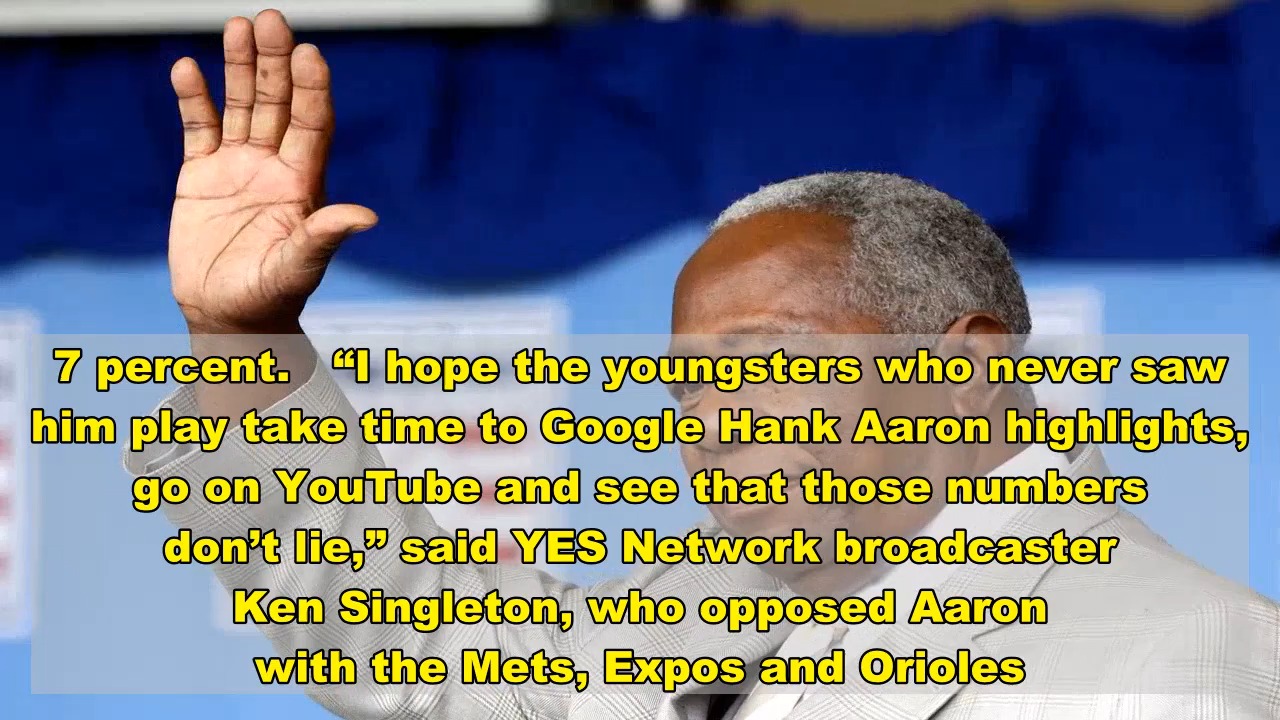 7 percent.   “I hope the youngsters who never saw
him play take time to Google Hank Aaron highlights,
go on YouTube and see that those numbers
don’t lie,” said YES Network broadcaster
Ken Singleton, who opposed Aaron
with the Mets, Expos and Orioles